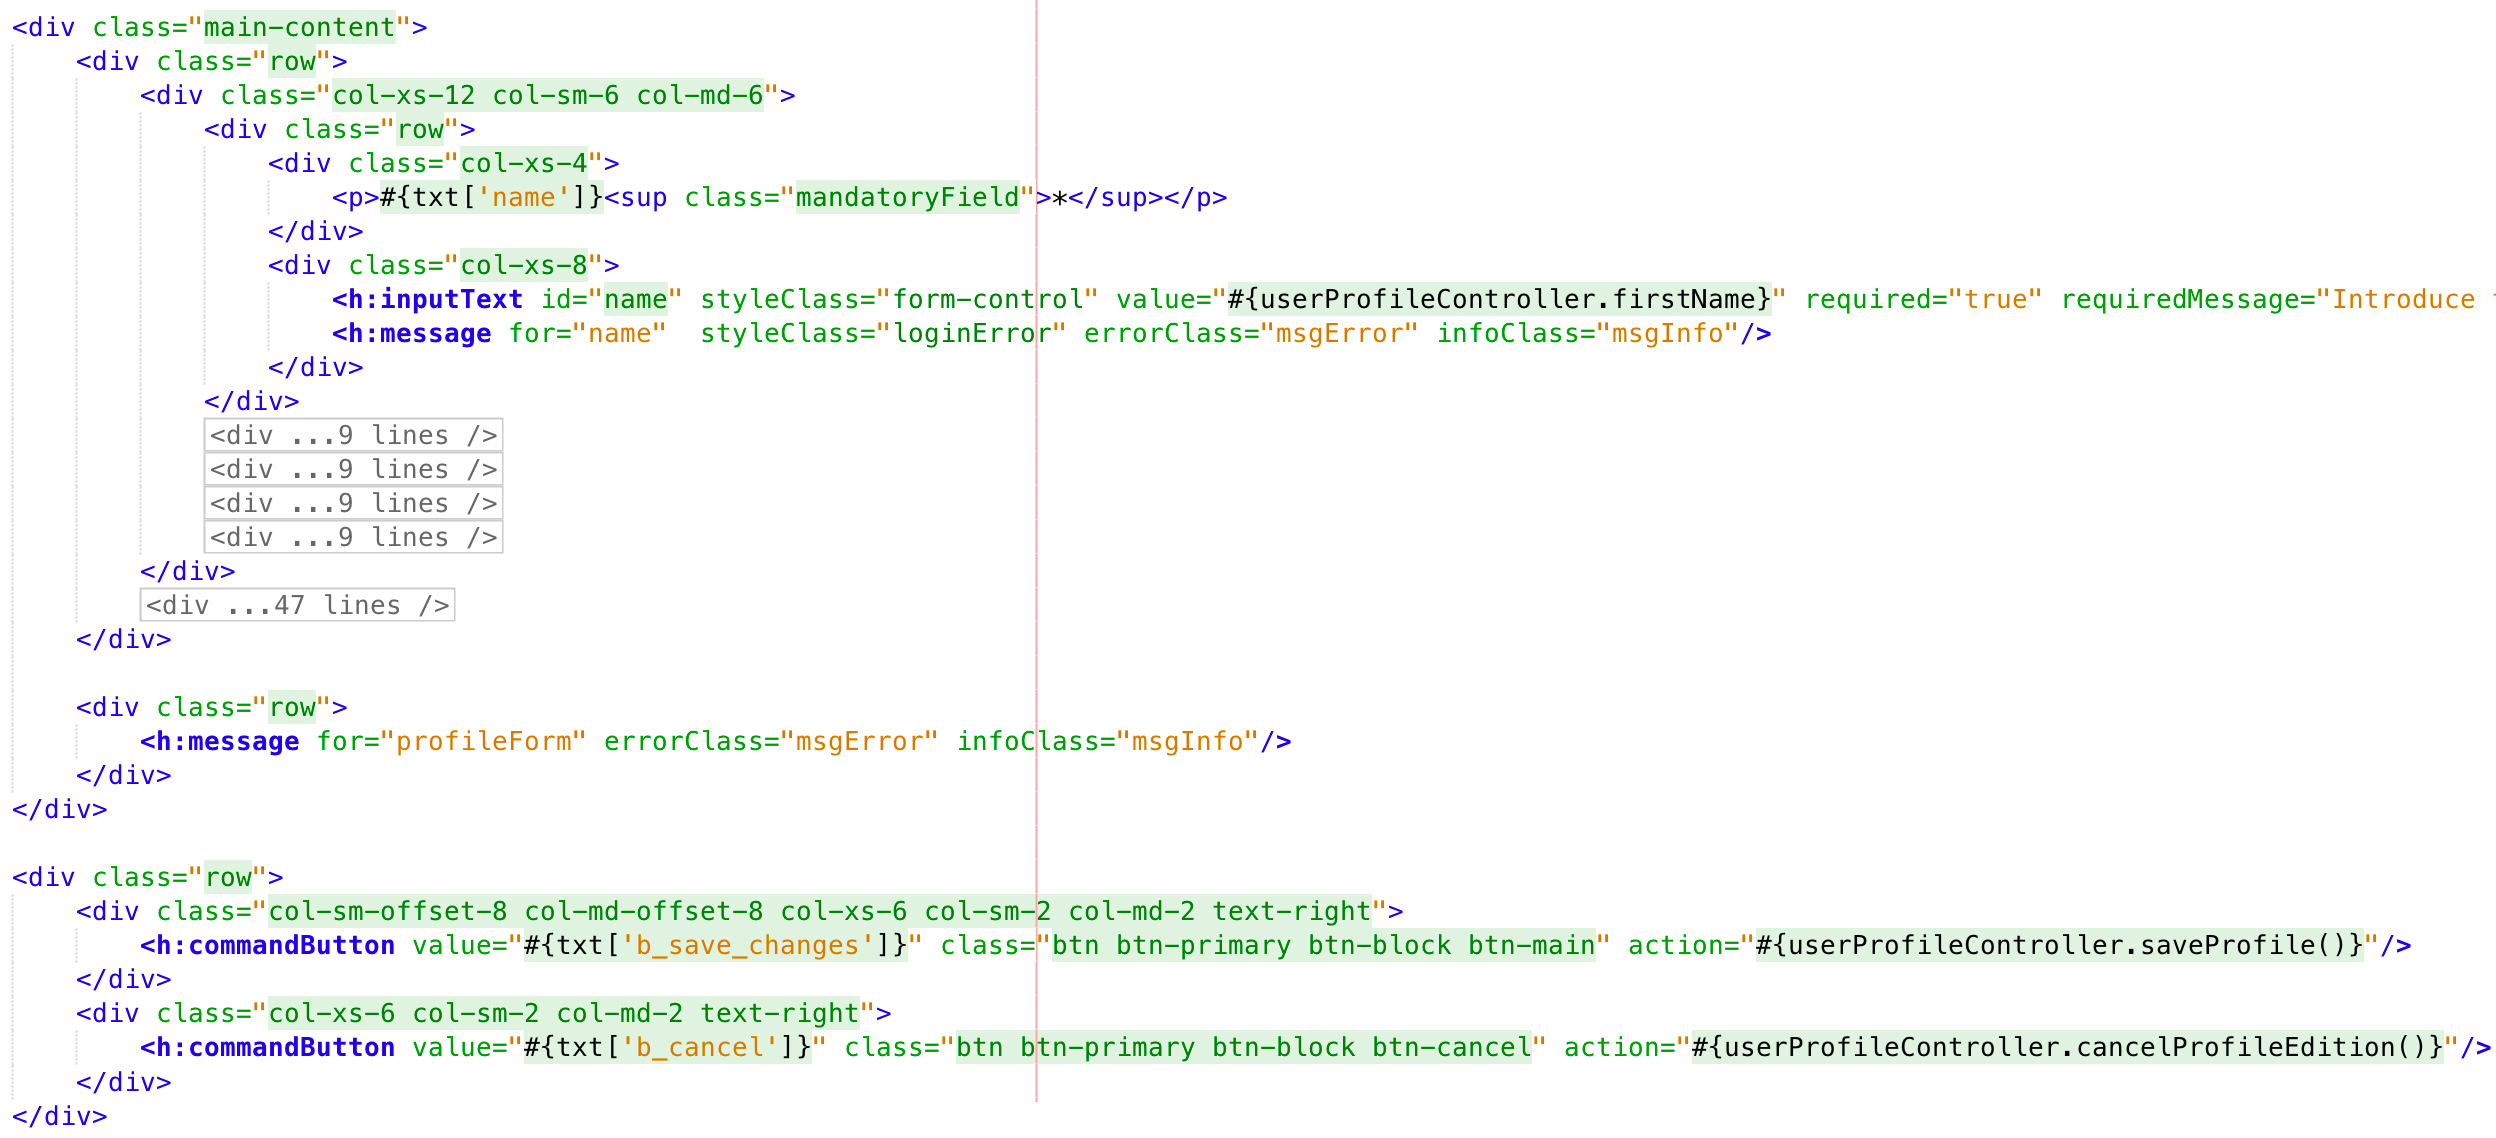 <div class="main-content">
<div class="row">
<div class="col-xs-12 col-sm-6 col-md-6">
<div class="row">
<div class="col-xs-4">
<p>#{txt['name']}<sup class="mandatoryField">*</sup></p>
</div>
<div class="col-xs-8">
<h:inputText id="name" styleClass="form-control" value="#{userProfileController.firstName}" required="true" requiredMessage="Introduce
<h:message for="name"  styleClass="loginError" errorClass="msgError" infoClass="msgInfo"/>
</div>
</div>
<div ...9 lines />
<div ...9 lines />
<div ...9 lines />
<div ...9 lines />
</div>
<div ...47 lines />
</div>
<div class="row">
<h:message for="profileForm" errorClass="msgError" infoClass="msgInfo"/>
</div>
</div>
<div class="row">
<div class="col-sm-offset-8 col-md-offset-8 col-xs-6 col-sm-2 col-md-2 text-right">
<h:commandButton value="#{txt['b_save_changes']}" class="btn btn-primary btn-block btn-main" action="#{userProfileController.saveProfile()}"/>
</div>
<div class="col-xs-6 col-sm-2 col-md-2 text-right">
<h:commandButton value="#{txt['b_cancel']}" class="btn btn-primary btn-block btn-cancel" action="#{userProfileController.cancelProfileEdition()}"/>
</div>
</div>